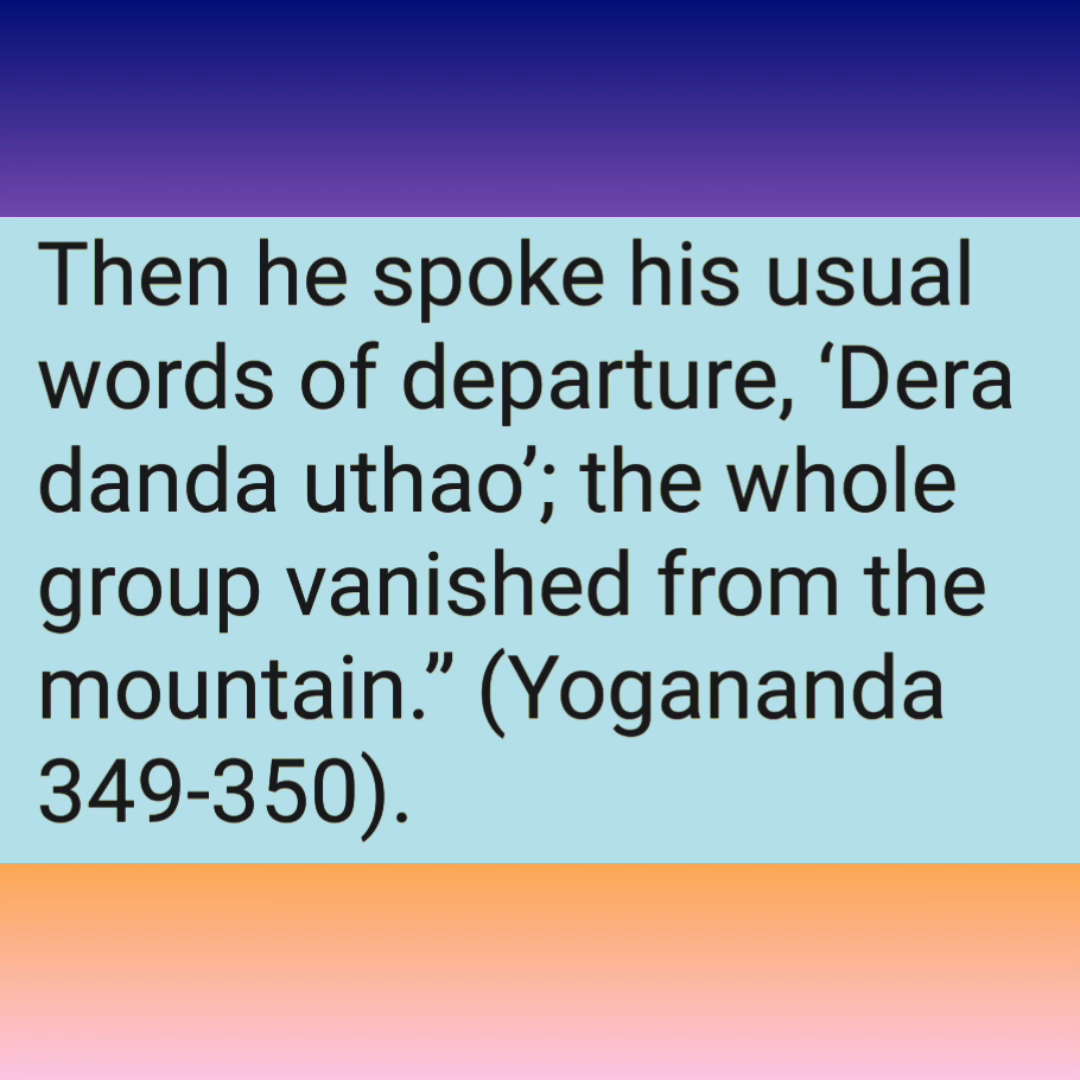 Then he spoke his usual
words of departure, ‘Dera
danda uthao’; the whole
group vanished from the
mountain.” (Yogananda
349-350).